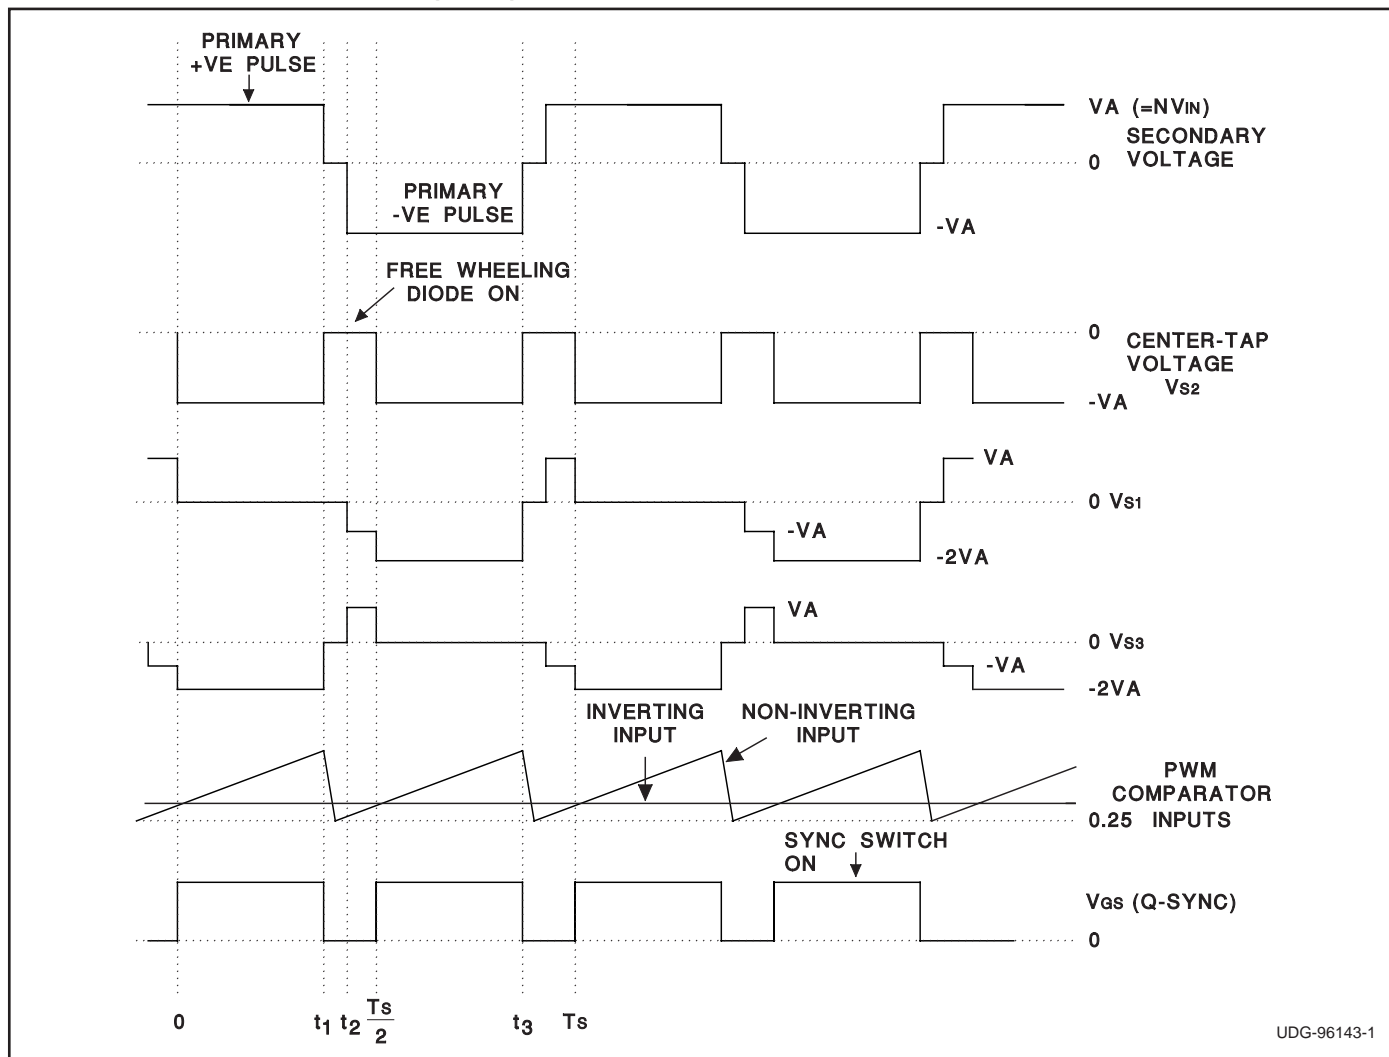 PRIMARY
+VE PULSE
VA (=NVIN)
SECONDARY
VOLTAGE
0
PRIMARY
-VE PULSE
-VA
FREE WHEELING
DIODE ON
0
CENTER-TAP
VOLTAGE
VS2
-VA
VA
0 VS1
-VA
-2VA
VA
0 VS3
-VA
-2VA
INVERTING
INPUT
NON-INVERTING
INPUT
PWM
COMPARATOR
0.25 INPUTS
SYNC SWITCH
ON
VGS (Q-SYNC)
0
0 t1 t2 Ts/2 t3 Ts
UDG-96143-1